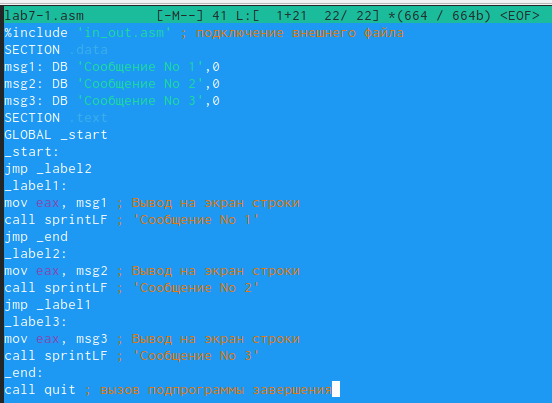 lab7-1.asm [-M--] 41 L:[ 1+21 22/ 22] *(664 / 664b) <EOF>
%include 'in_out.asm' ; подключение внешнего файла
SECTION .data
msg1: DB 'Сообщение No 1',0
msg2: DB 'Сообщение No 2',0
msg3: DB 'Сообщение No 3',0
SECTION .text
GLOBAL _start
_start:
jmp _label2
_label1:
mov eax, msg1 ; Вывод на экран строки
call sprintLF ; 'Сообщение No 1'
jmp _end
_label2:
mov eax, msg2 ; Вывод на экран строки
call sprintLF ; 'Сообщение No 2'
jmp _label1
_label3:
mov eax, msg3 ; Вывод на экран строки
call sprintLF ; 'Сообщение No 3'
_end:
call quit ; вызов подпрограммы завершения